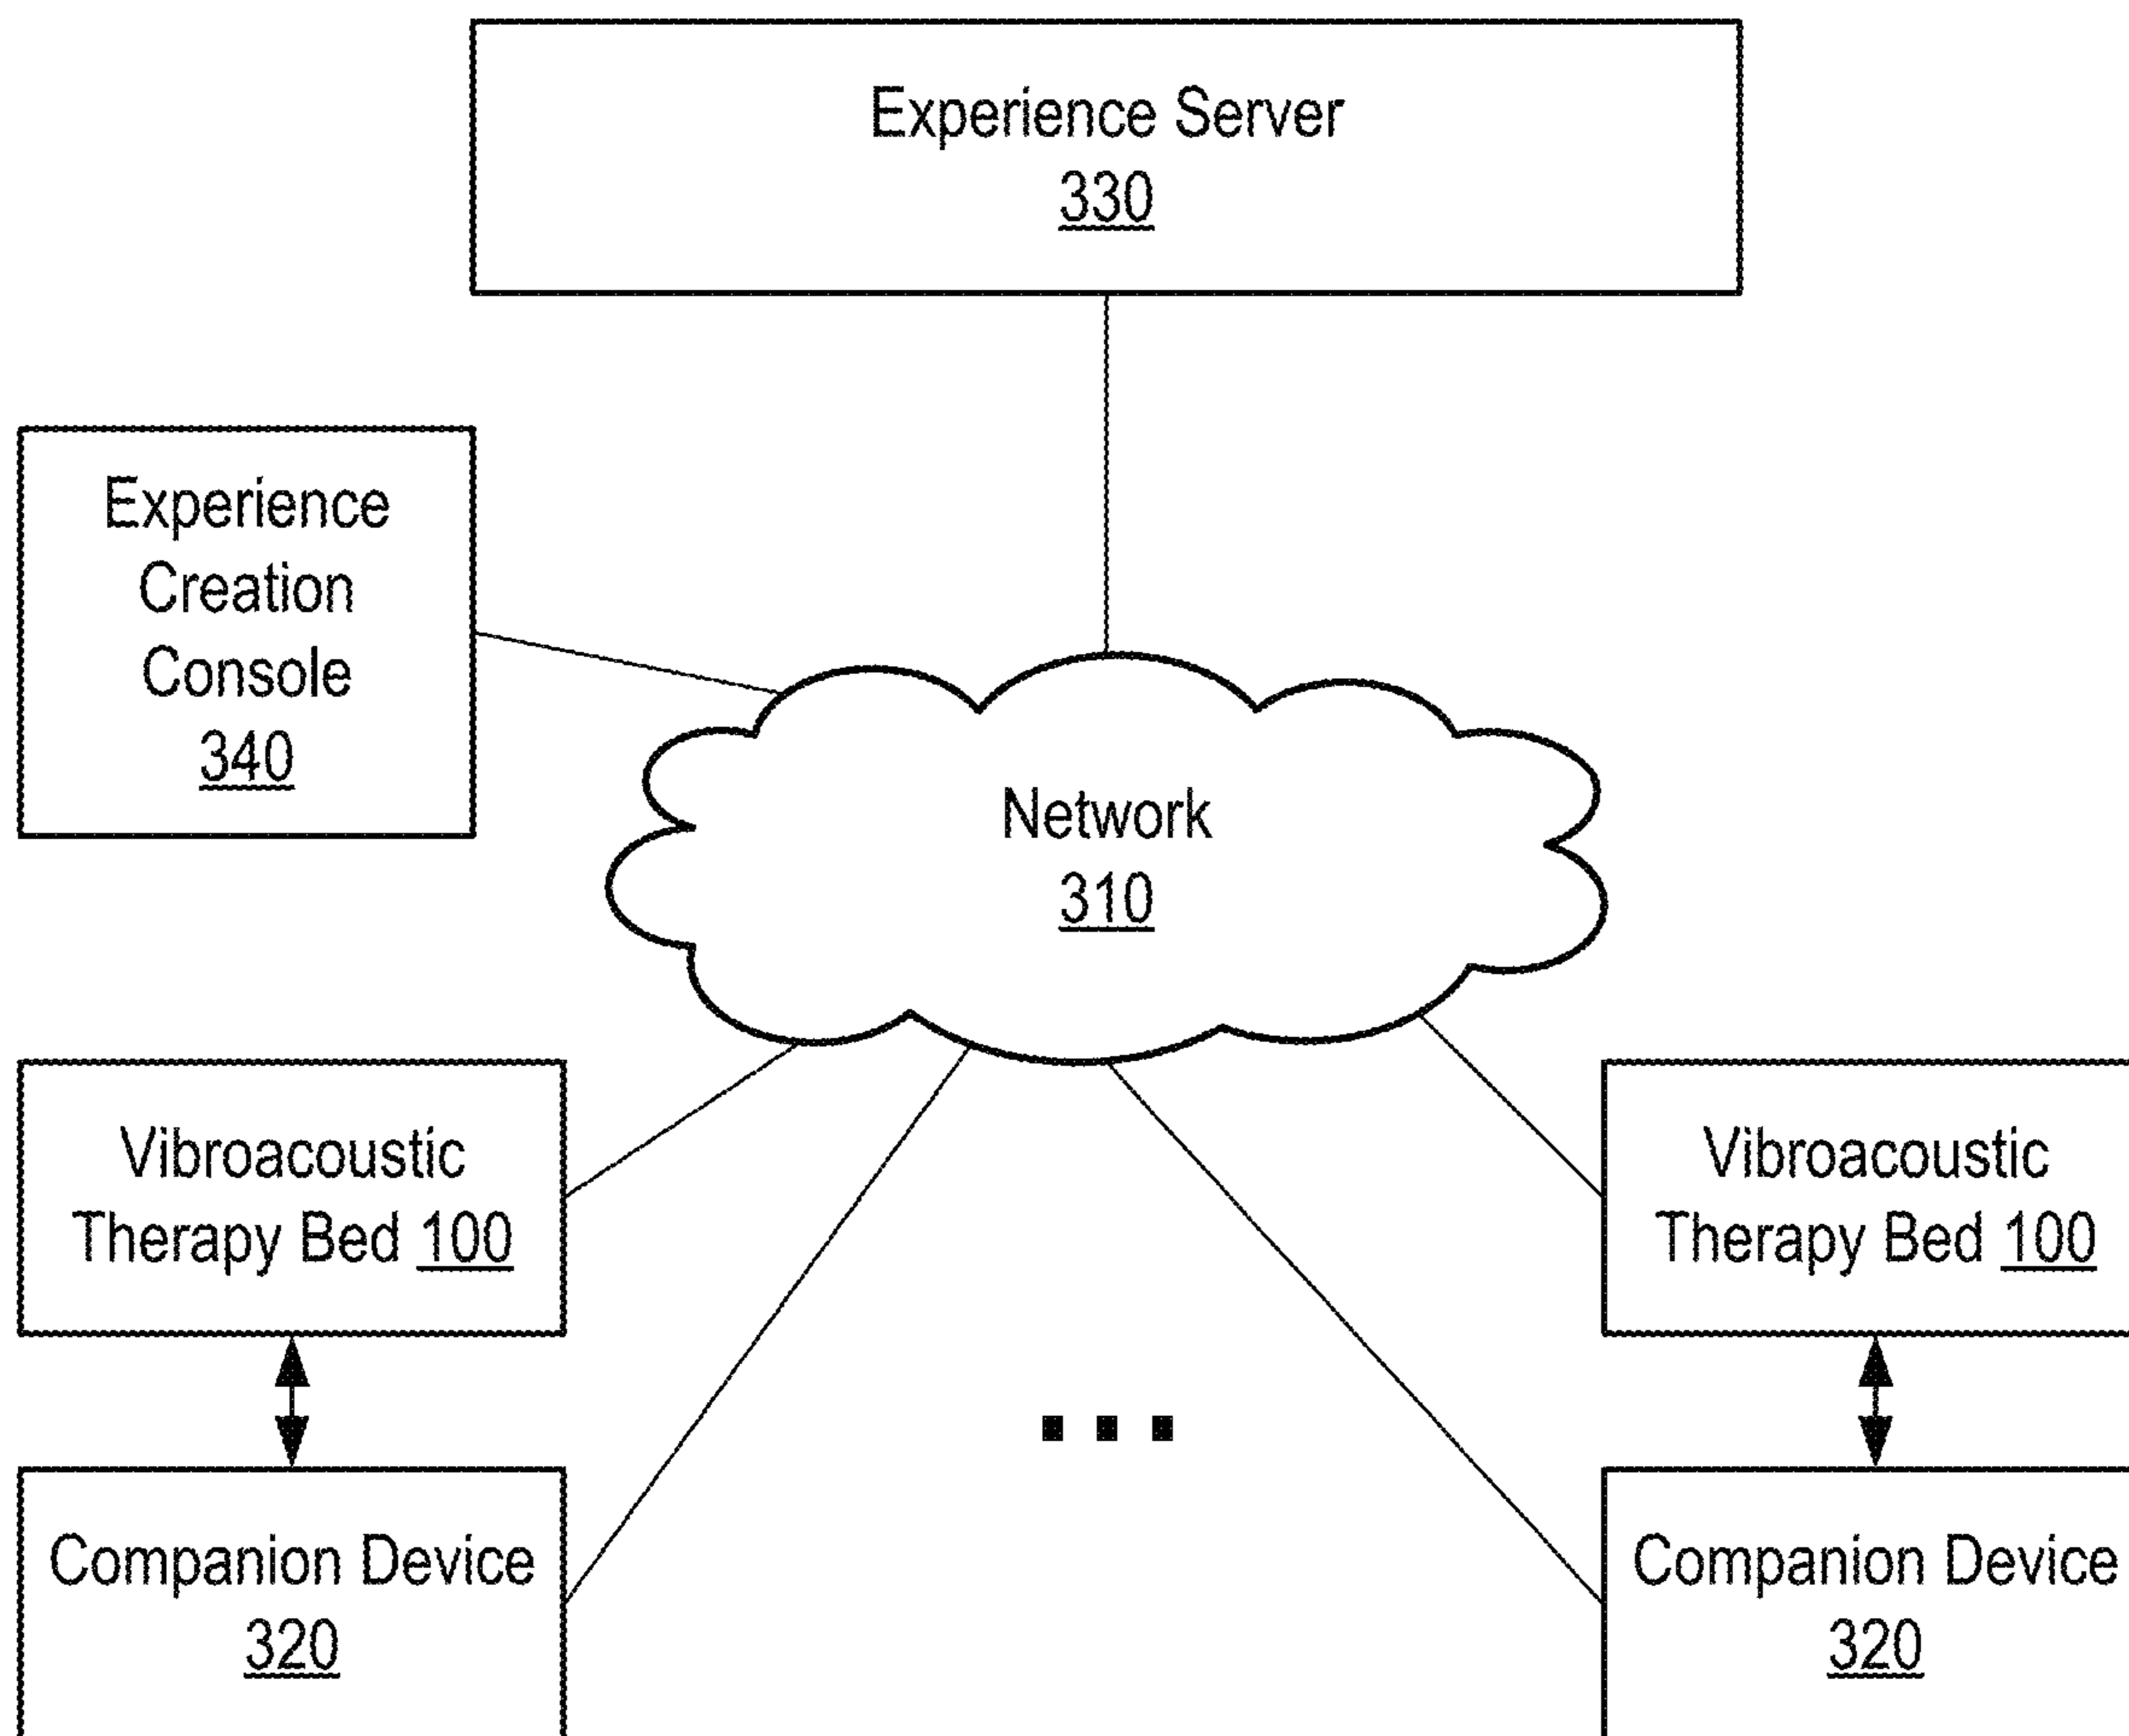 Experience Server
330
Experience
Creation
Console
340
Network
310
Vibroacoustic
Therapy Bed 100
Vibroacoustic
Therapy Bed 100
Companion Device
320
Companion Device
320